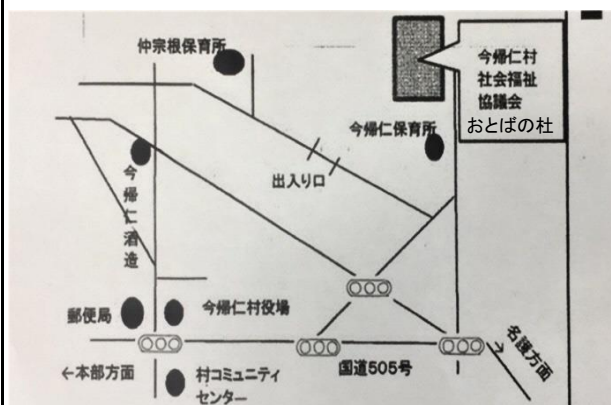 仲宗根保育所
今帰仁村
社会福祉
協議会
おとばの杜
今帰仁保育所
出入り口
今帰仁酒造
郵便局
今帰仁村役場
←本部方面
村コミュニティ
センター
国道505号
名護方面